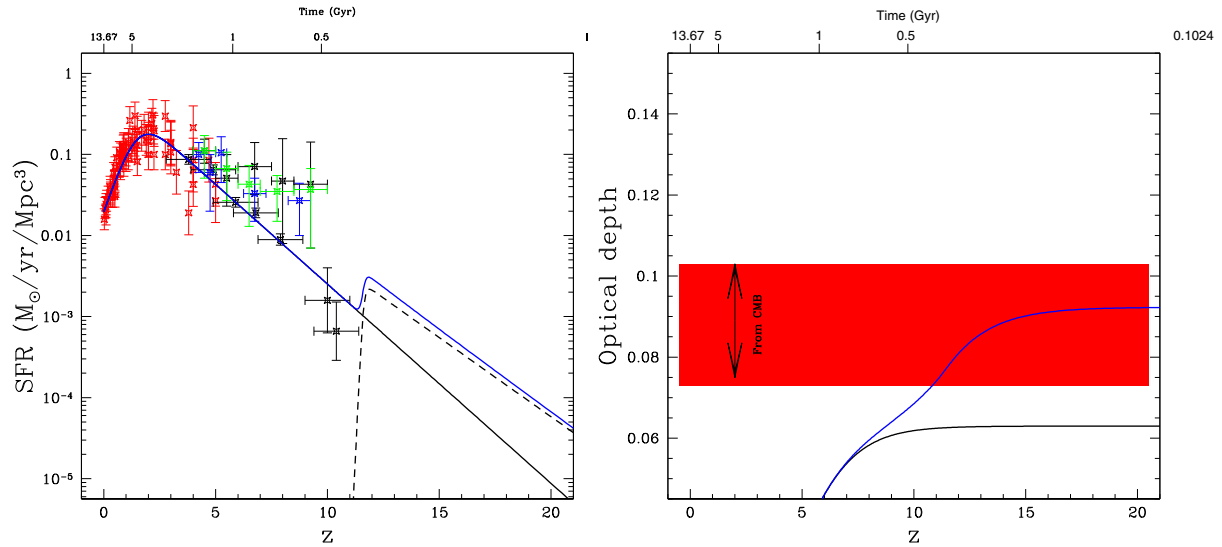 Time (Gyr)
13.67 5 1 0.5
SFR (M⊙/yr/Mpc³)
1
0.1
0.01
10⁻³
10⁻⁴
10⁻⁵
0 5 10 15 20
z
Time (Gyr)
13.67 5 1 0.5 0.1024
Optical depth
0.14
0.12
0.1
0.08
0.06
From CMB
0 5 10 15 20
z